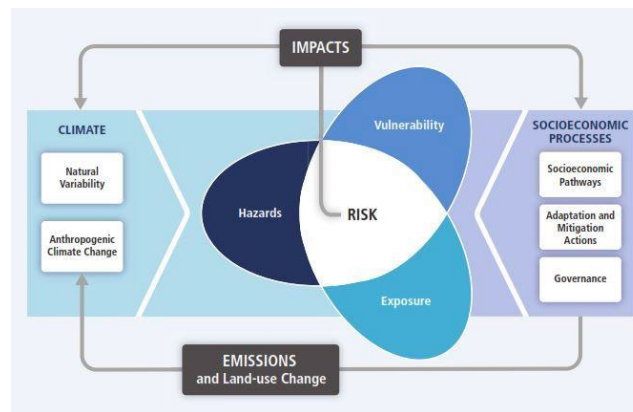 IMPACTS
CLIMATE
Natural
Variability
Anthropogenic
Climate Change
Vulnerability
Hazards
RISK
Exposure
SOCIOECONOMIC
PROCESSES
Socioeconomic
Pathways
Adaptation and
Mitigation
Actions
Governance
EMISSIONS
and Land-use Change